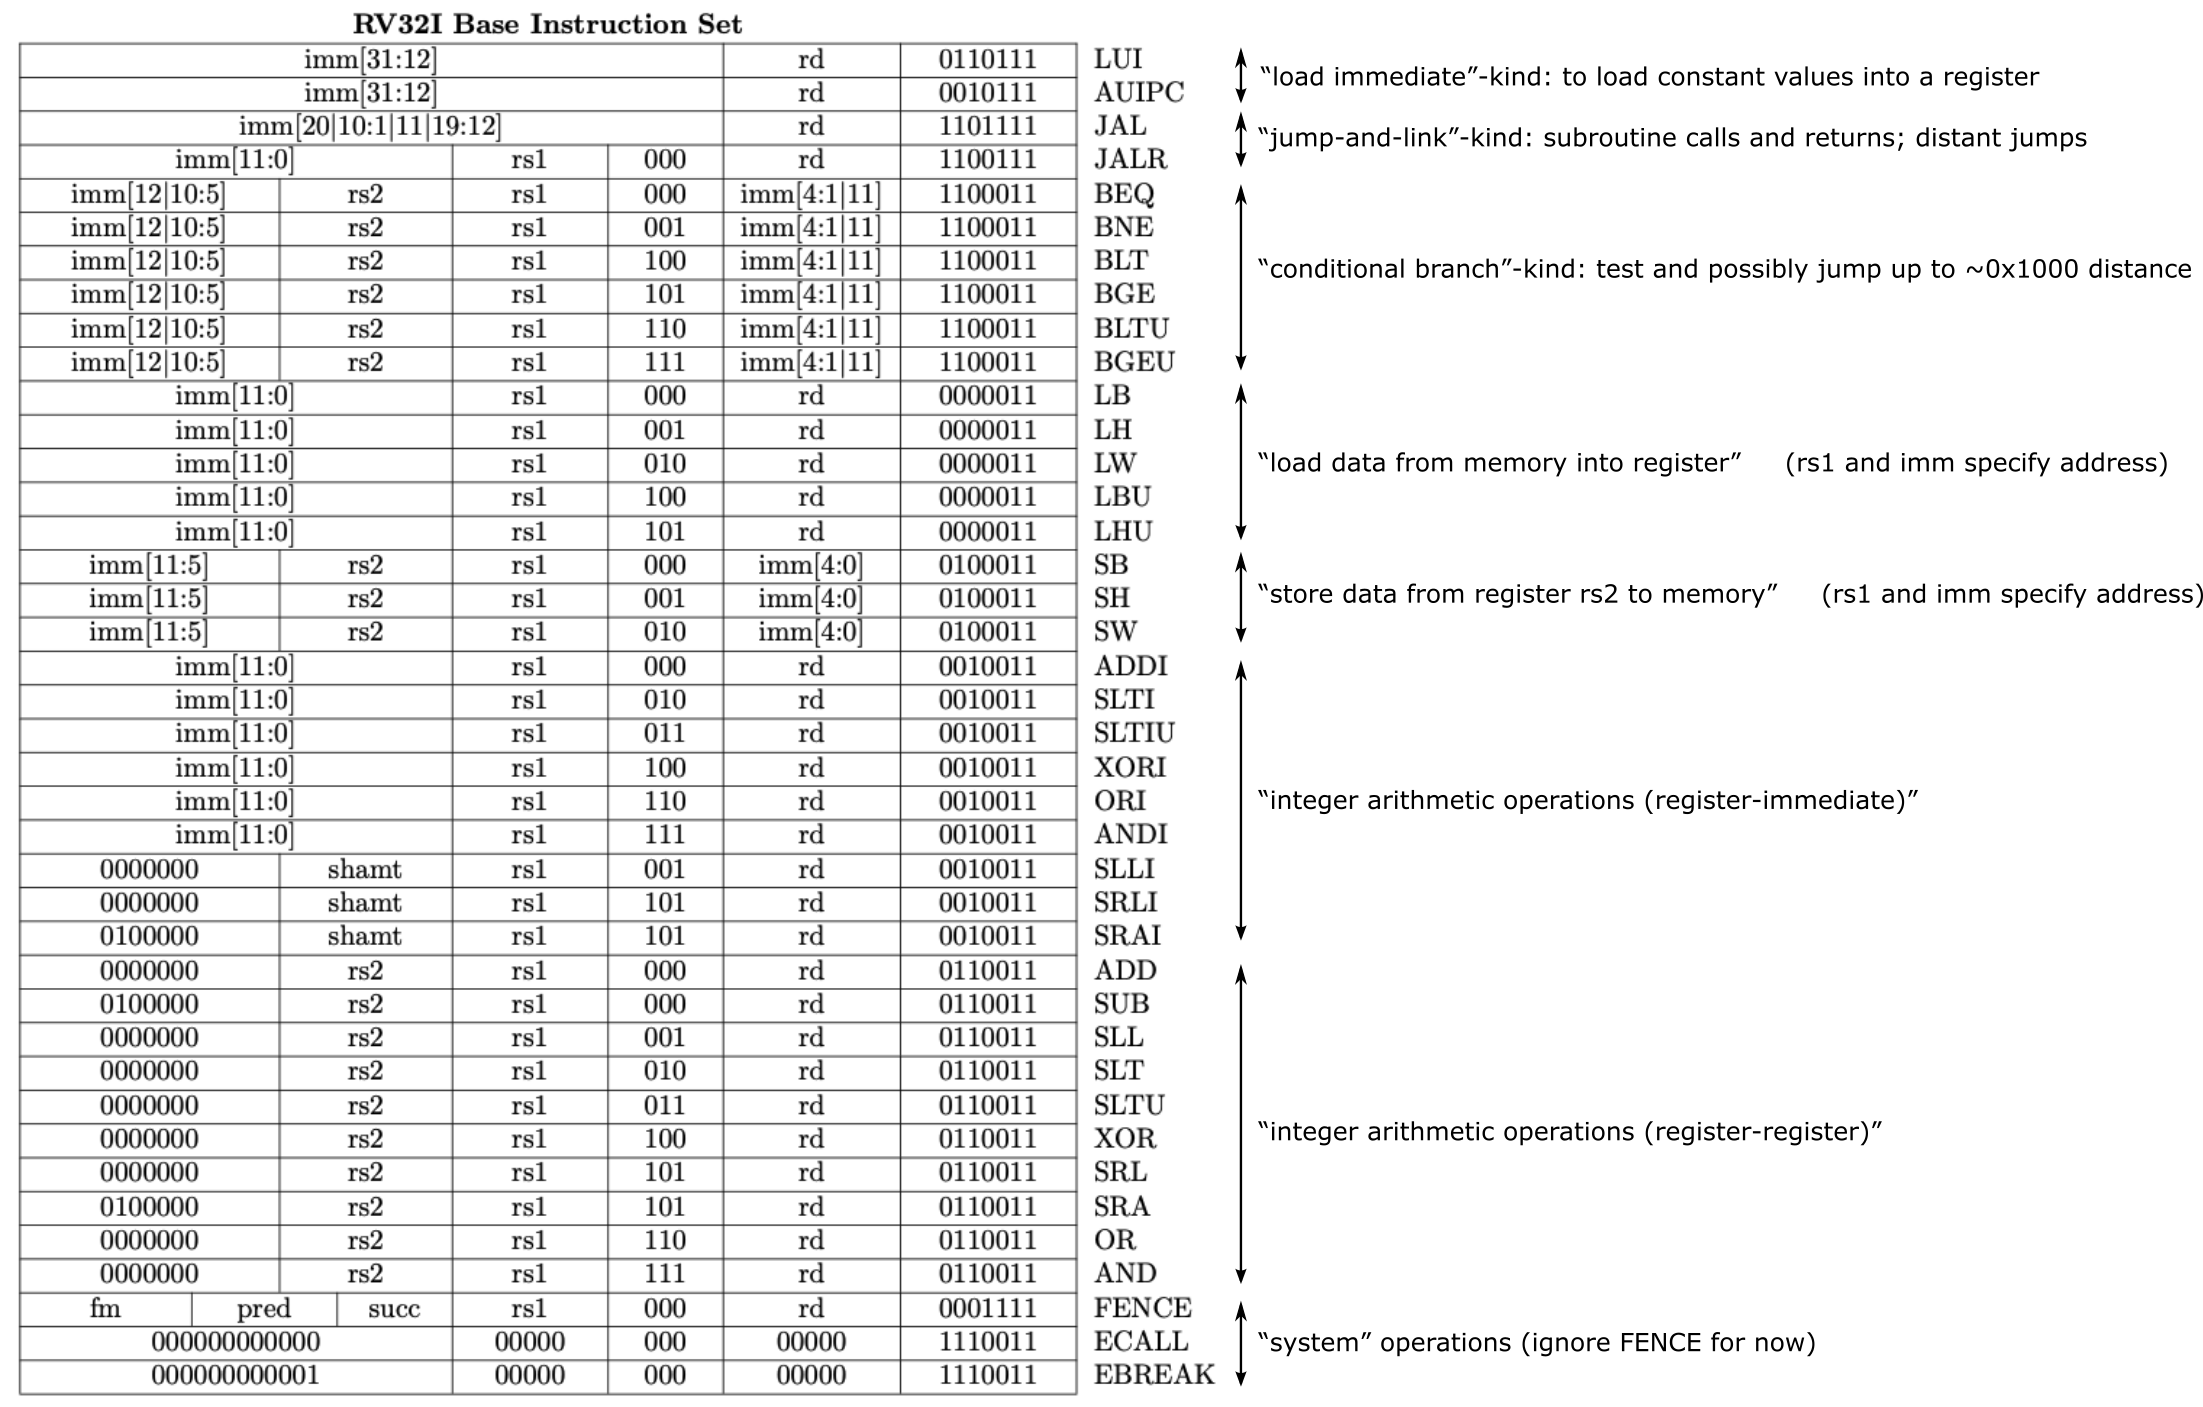 RV32I Base Instruction Set
imm[31:12] rd 0110111 LUI
imm[31:12] rd 0010111 AUIPC
“load immediate”-kind: to load constant values into a register
imm[20|10:1|11|19:12] rd 1101111 JAL
imm[11:0] rs1 000 rd 1100111 JALR
“jump-and-link”-kind: subroutine calls and returns; distant jumps
imm[12|10:5] rs2 rs1 000 imm[4:1|11] 1100011 BEQ
imm[12|10:5] rs2 rs1 001 imm[4:1|11] 1100011 BNE
imm[12|10:5] rs2 rs1 100 imm[4:1|11] 1100011 BLT
imm[12|10:5] rs2 rs1 101 imm[4:1|11] 1100011 BGE
imm[12|10:5] rs2 rs1 110 imm[4:1|11] 1100011 BLTU
imm[12|10:5] rs2 rs1 111 imm[4:1|11] 1100011 BGEU
“conditional branch”-kind: test and possibly jump up to ~0x1000 distance
imm[11:0] rs1 000 rd 0000011 LB
imm[11:0] rs1 001 rd 0000011 LH
imm[11:0] rs1 010 rd 0000011 LW
imm[11:0] rs1 100 rd 0000011 LBU
imm[11:0] rs1 101 rd 0000011 LHU
“load data from memory into register” (rs1 and imm specify address)
imm[11:5] rs2 rs1 000 imm[4:0] 0100011 SB
imm[11:5] rs2 rs1 001 imm[4:0] 0100011 SH
imm[11:5] rs2 rs1 010 imm[4:0] 0100011 SW
“store data from register rs2 to memory” (rs1 and imm specify address)
imm[11:0] rs1 000 rd 0010011 ADDI
imm[11:0] rs1 010 rd 0010011 SLTI
imm[11:0] rs1 011 rd 0010011 SLTIU
imm[11:0] rs1 100 rd 0010011 XORI
imm[11:0] rs1 110 rd 0010011 ORI
imm[11:0] rs1 111 rd 0010011 ANDI
0000000 shamt rs1 001 rd 0010011 SLLI
0000000 shamt rs1 101 rd 0010011 SRLI
0100000 shamt rs1 101 rd 0010011 SRAI
“integer arithmetic operations (register-immediate)”
0000000 rs2 rs1 000 rd 0110011 ADD
0100000 rs2 rs1 000 rd 0110011 SUB
0000000 rs2 rs1 001 rd 0110011 SLL
0000000 rs2 rs1 010 rd 0110011 SLT
0000000 rs2 rs1 011 rd 0110011 SLTU
0000000 rs2 rs1 100 rd 0110011 XOR
0000000 rs2 rs1 101 rd 0110011 SRL
0100000 rs2 rs1 101 rd 0110011 SRA
0000000 rs2 rs1 110 rd 0110011 OR
0000000 rs2 rs1 111 rd 0110011 AND
“integer arithmetic operations (register-register)”
fm pred succ rs1 000 rd 0001111 FENCE
000000000000 00000 000 00000 1110011 ECALL
000000000001 00000 000 00000 1110011 EBREAK
“system” operations (ignore FENCE for now)